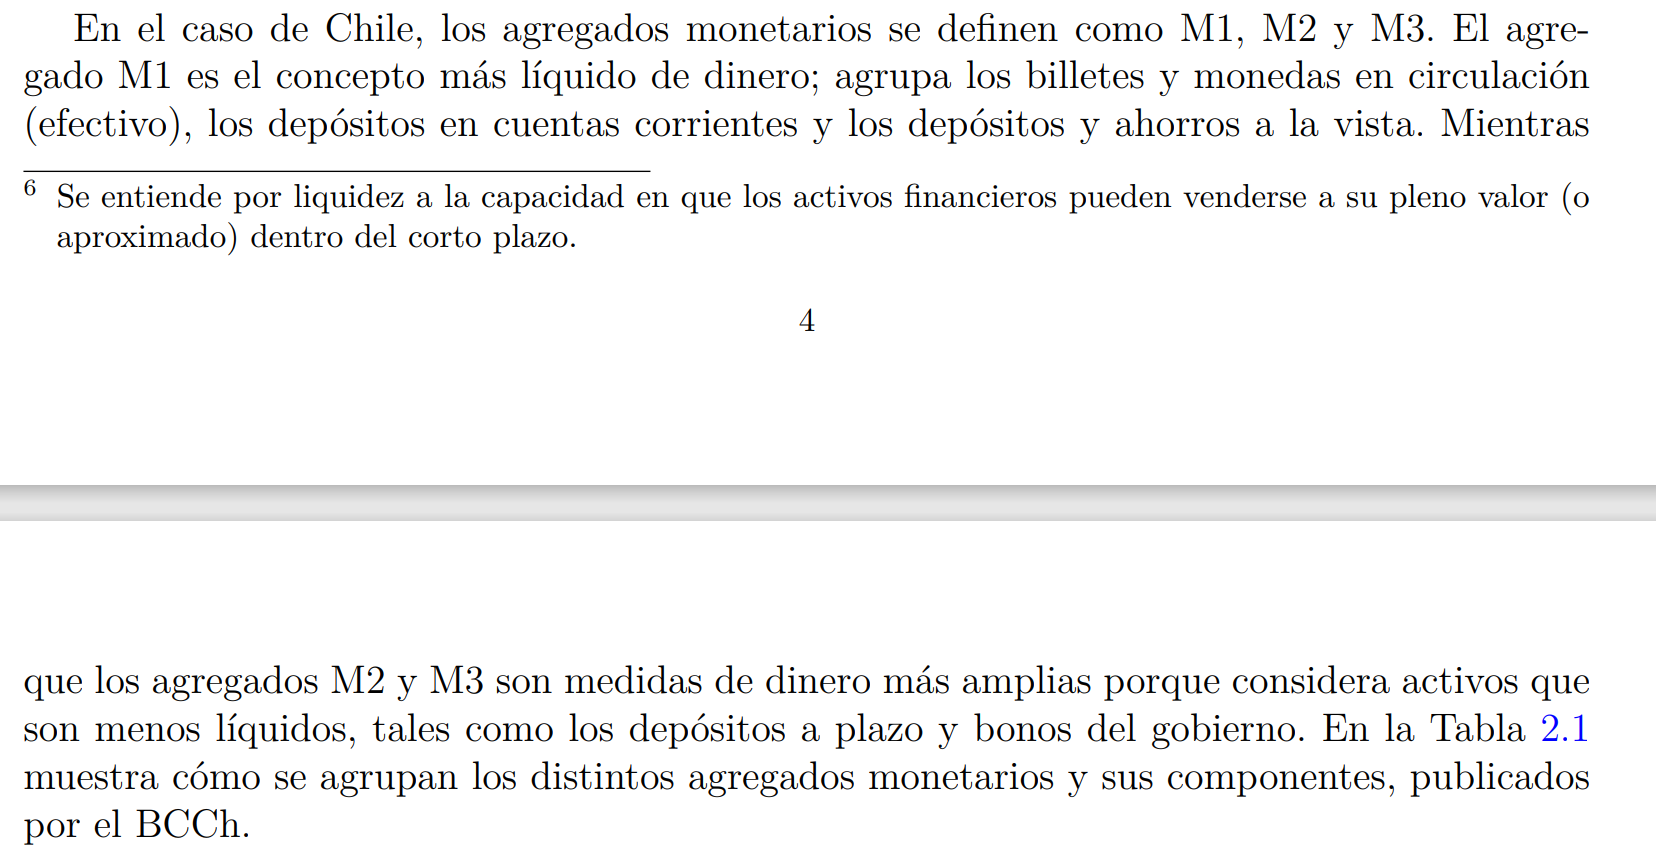 En el caso de Chile, los agregados monetarios se definen como M1, M2 y M3. El agre-
gado M1 es el concepto más líquido de dinero; agrupa los billetes y monedas en circulación
(efectivo), los depósitos en cuentas corrientes y los depósitos y ahorros a la vista. Mientras
6 Se entiende por liquidez a la capacidad en que los activos financieros pueden venderse a su pleno valor (o
aproximado) dentro del corto plazo.
4
que los agregados M2 y M3 son medidas de dinero más amplias porque considera activos que
son menos líquidos, tales como los depósitos a plazo y bonos del gobierno. En la Tabla 2.1
muestra cómo se agrupan los distintos agregados monetarios y sus componentes, publicados
por el BCCh.